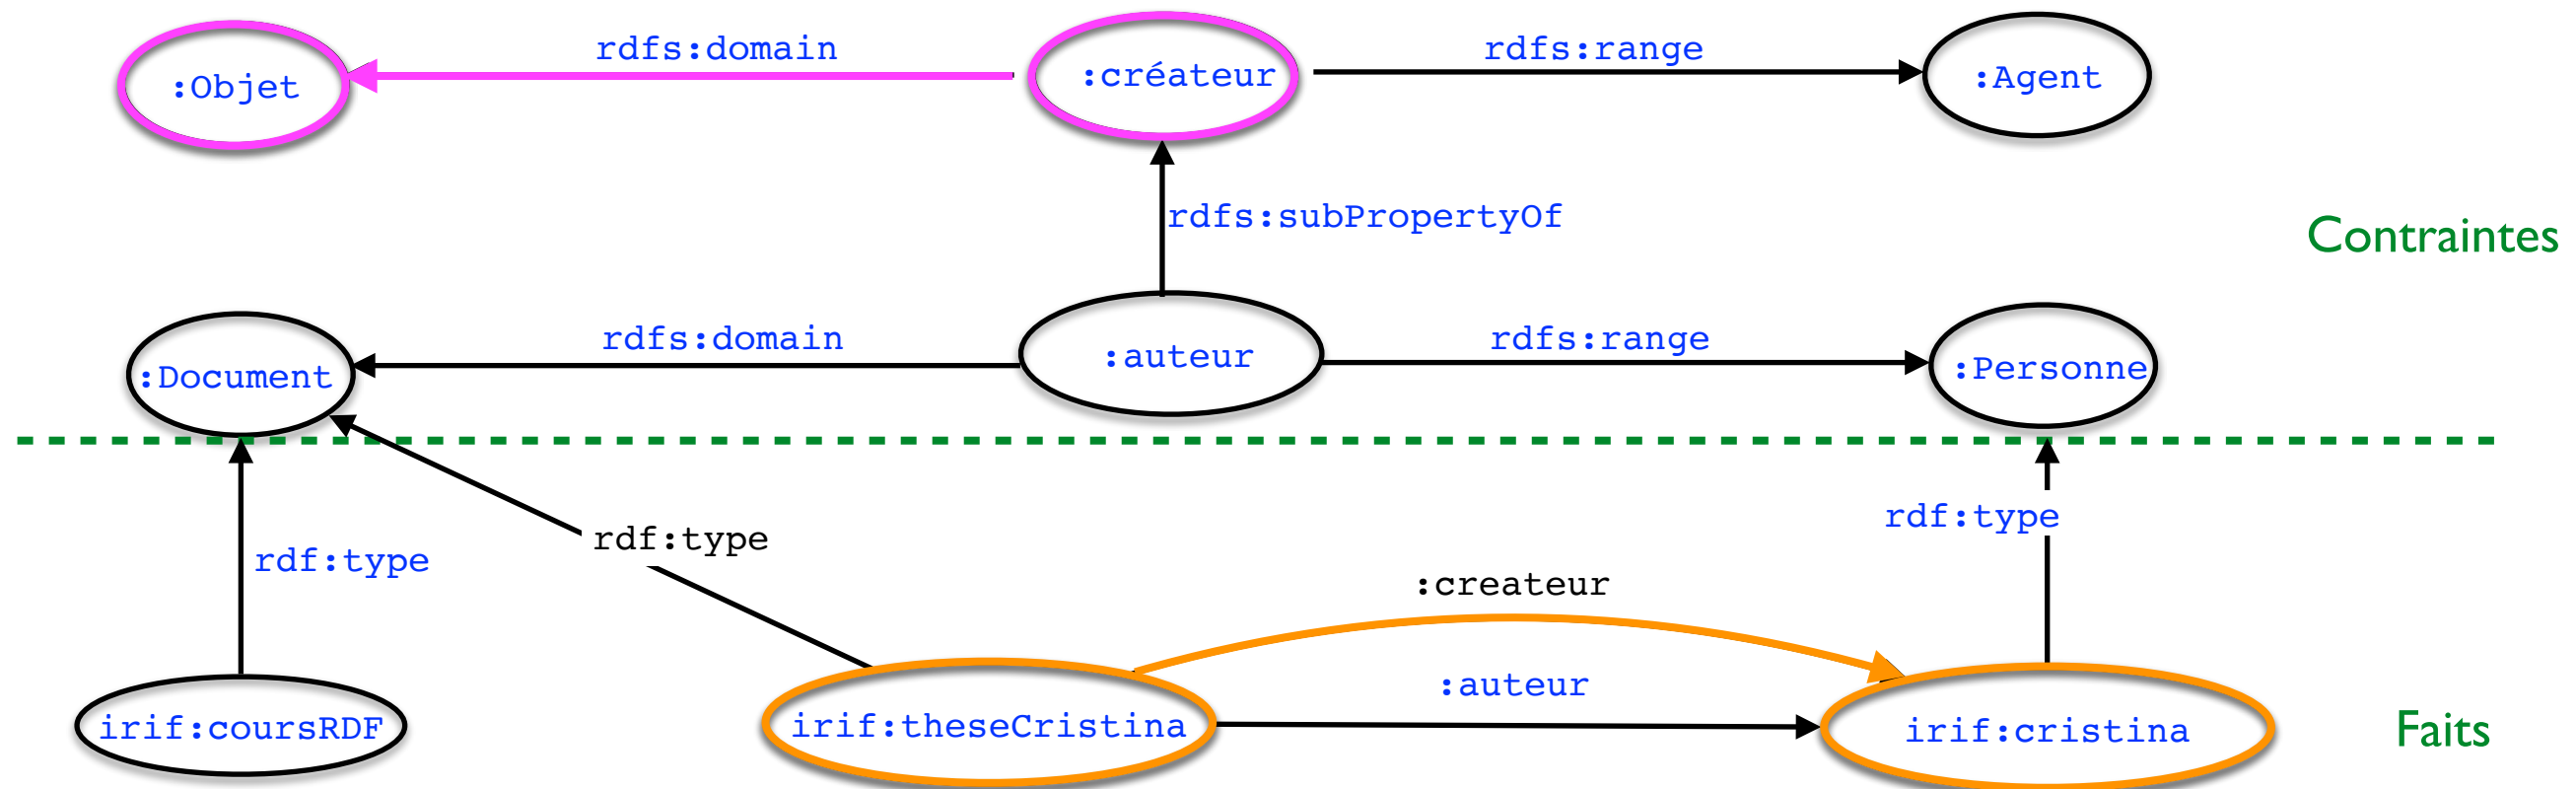 rdfs:domain
rdfs:range
:Objet
:créateur
:Agent
rdfs:subPropertyOf
Contraintes
rdfs:domain
rdfs:range
:Document
:auteur
:Personne
rdf:type
rdf:type
rdf:type
:createur
:auteur
irif:coursRDF
irif:theseCristina
irif:cristina
Faits